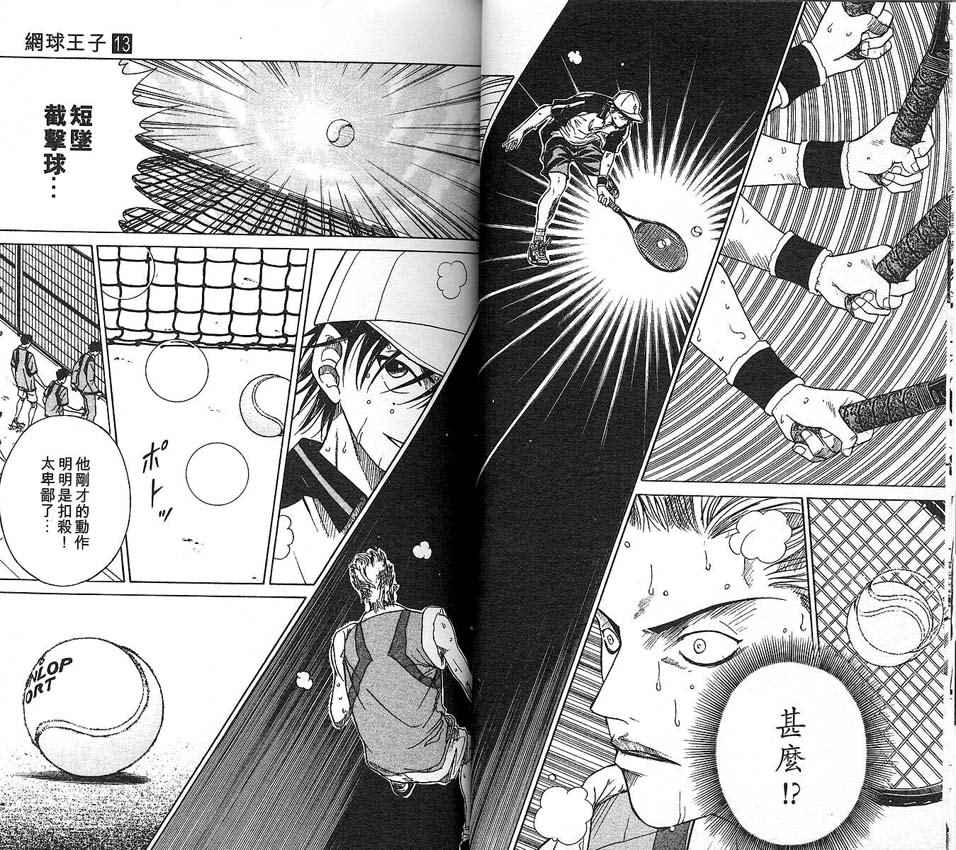 網球王子 13
甚麼!?
短墜
截擊球…
ポトッ
他剛才的動作
明明是扣殺!
太卑鄙了…
NLOP
ORT